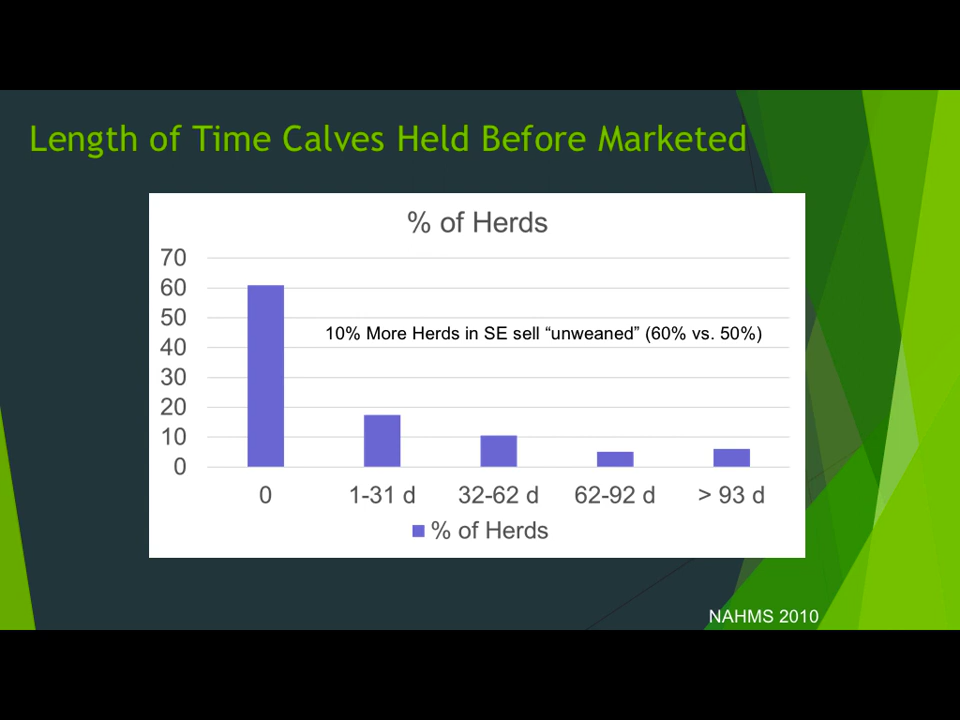 Length of Time Calves Held Before Marketed
% of Herds
70
60
50
40
30
20
10
0
10% More Herds in SE sell “unweaned” (60% vs. 50%)
0 1-31 d 32-62 d 62-92 d > 93 d
% of Herds
NAHMS 2010